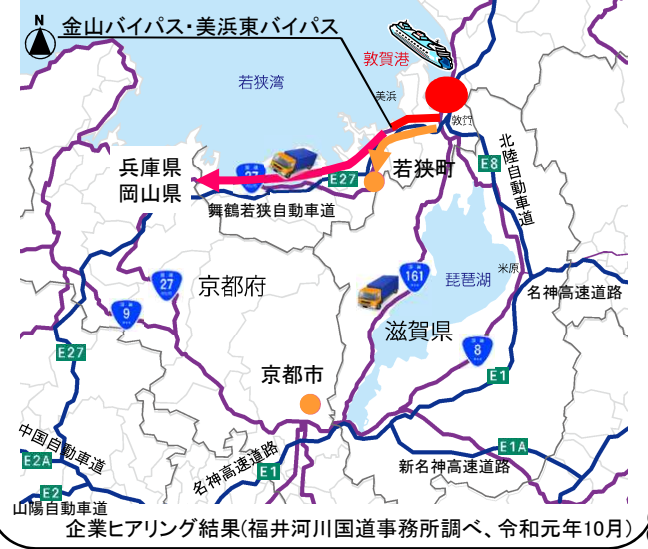 N
金山バイパス・美浜東バイパス
敦賀港
若狭湾
美浜
敦賀
北陸自動車道
E8
兵庫県
岡山県
27
E27
若狭町
舞鶴若狭自動車道
161
琵琶湖
米原
27
京都府
名神高速道路
9
滋賀県
8
E27
京都市
E1
中国自動車道
E2A
名神高速道路
E1
新名神高速道路
E1A
E2
山陽自動車道
企業ヒアリング結果(福井河川国道事務所調べ、令和元年10月)